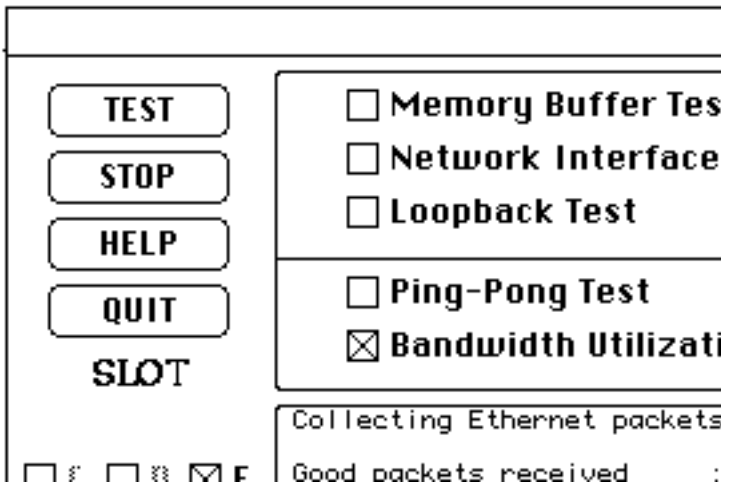 TEST
STOP
HELP
QUIT
SLOT
Memory Buffer Tes
Network Interface
Loopback Test
Ping-Pong Test
Bandwidth Utilizati
Collecting Ethernet packets
Good packets received :